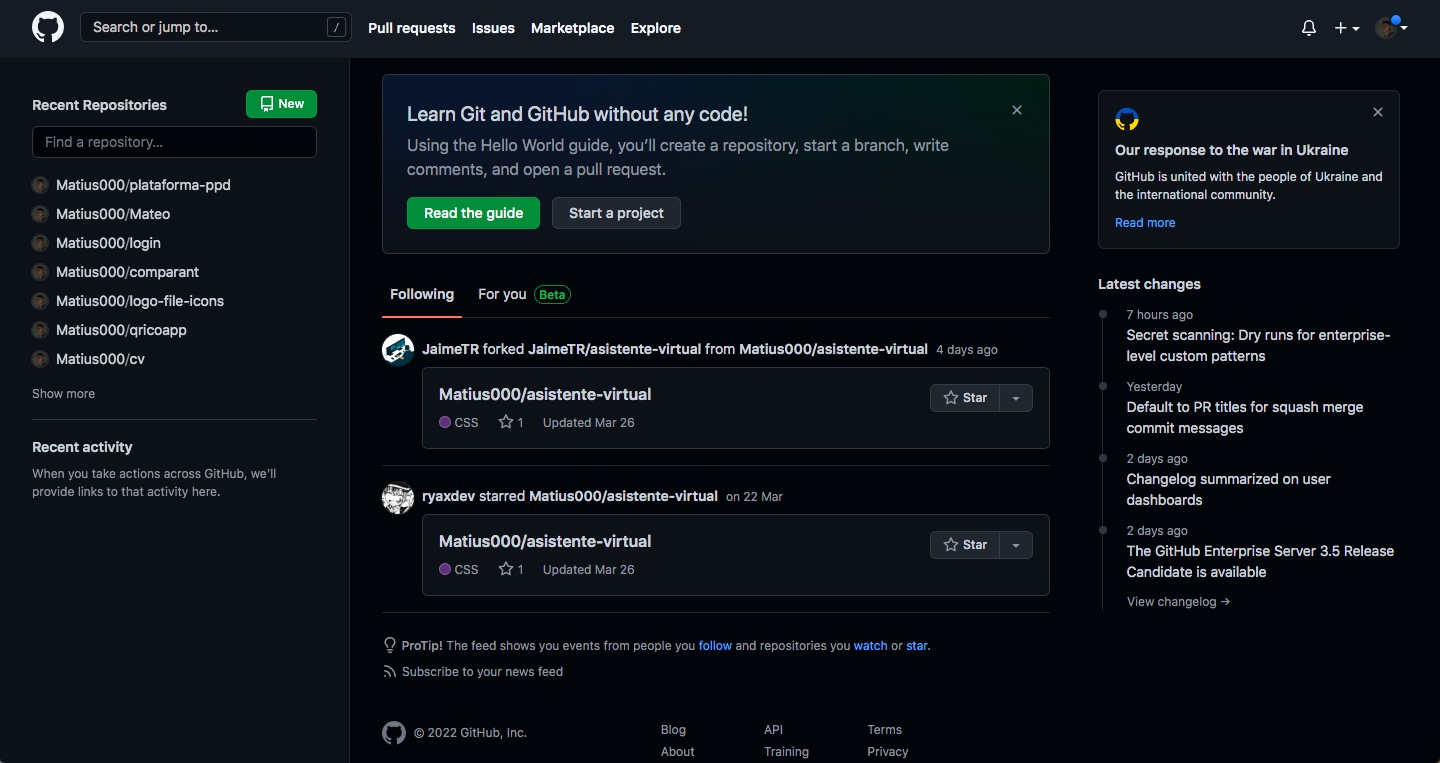 Search or jump to... /
Pull requests Issues Marketplace Explore
Recent Repositories New
Find a repository...
Matius000/plataforma-ppd
Matius000/Mateo
Matius000/login
Matius000/comparant
Matius000/logo-file-icons
Matius000/qricoapp
Matius000/cv
Show more
Recent activity
When you take actions across GitHub, we’ll
provide links to that activity here.
Learn Git and GitHub without any code!
Using the Hello World guide, you’ll create a repository, start a branch, write
comments, and open a pull request.
Read the guide Start a project
Following For you Beta
JaimeTR forked JaimeTR/asistente-virtual from Matius000/asistente-virtual 4 days ago
Matius000/asistente-virtual
Star
CSS 1 Updated Mar 26
ryaxdev starred Matius000/asistente-virtual on 22 Mar
Matius000/asistente-virtual
Star
CSS 1 Updated Mar 26
ProTip! The feed shows you events from people you follow and repositories you watch or star.
Subscribe to your news feed
© 2022 GitHub, Inc.
Blog API Terms
About Training Privacy
Our response to the war in Ukraine
GitHub is united with the people of Ukraine and
the international community.
Read more
Latest changes
7 hours ago
Secret scanning: Dry runs for enterprise-
level custom patterns
Yesterday
Default to PR titles for squash merge
commit messages
2 days ago
Changelog summarized on user
dashboards
2 days ago
The GitHub Enterprise Server 3.5 Release
Candidate is available
View changelog →